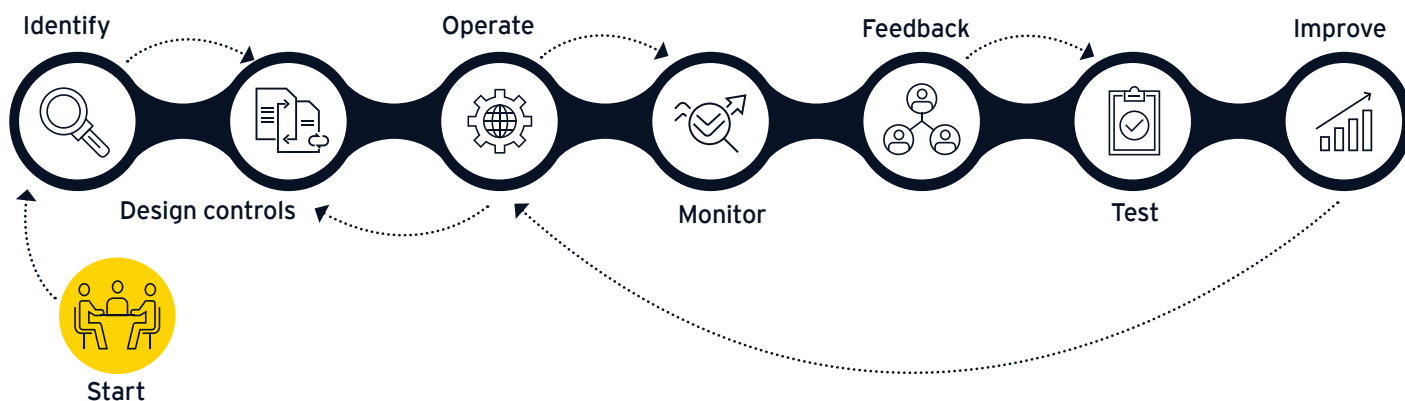 Identify
Operate
Feedback
Improve
Design controls
Monitor
Test
Start